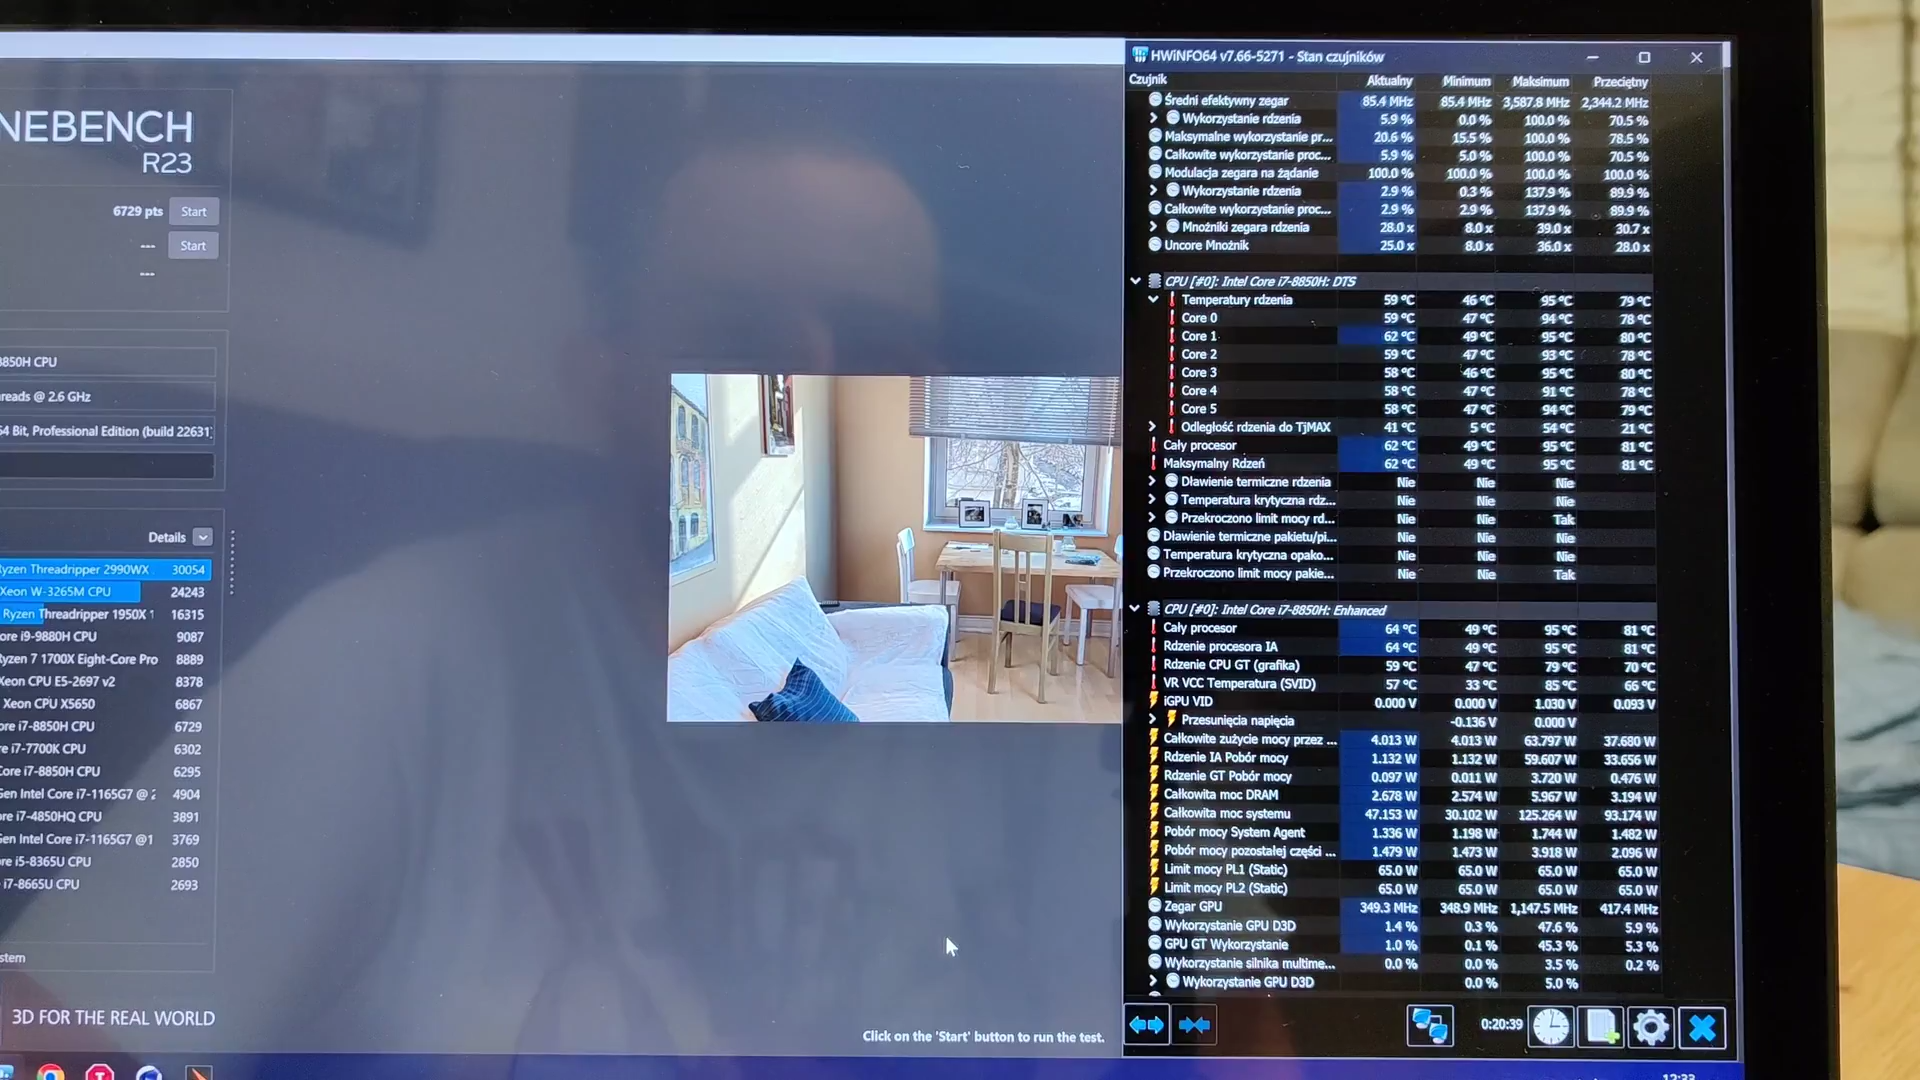 NEBENCH
R23
6729 pts Start
--- Start
---
8850H CPU
reads @ 2.6 GHz
64 Bit, Professional Edition (build 22631)
Details
yzen Threadripper 2990WX 30054
Xeon W-3265M CPU 24243
Ryzen Threadripper 1950X 1 16315
ore i9-9880H CPU 9087
yzen 7 1700X Eight-Core Pro 8889
Xeon CPU E5-2697 v2 8378
Xeon CPU X5650 6867
ore i7-8850H CPU 6729
re i7-7700K CPU 6302
Core i7-8850H CPU 6295
Gen Intel Core i7-1165G7 @ 2 4904
re i7-4850HQ CPU 3891
Gen Intel Core i7-1165G7 @1 3769
re i5-8365U CPU 2850
i7-8665U CPU 2693
stem
3D FOR THE REAL WORLD
Click on the 'Start' button to run the test.
HWiNFO64 v7.66-5271 - Stan czujników
Czujnik Aktualny Minimum Maksimum Przeciętny
Średni efektywny zegar 85.4 MHz 85.4 MHz 3,587.8 MHz 2,344.2 MHz
Wykorzystanie rdzenia 5.9 % 0.0 % 100.0 % 70.5 %
Maksymalne wykorzystanie pr... 20.6 % 15.5 % 100.0 % 78.5 %
Całkowite wykorzystanie proc... 5.9 % 5.0 % 100.0 % 70.5 %
Modulacja zegara na żądanie 100.0 % 100.0 % 100.0 % 100.0 %
Wykorzystanie rdzenia 2.9 % 0.3 % 137.9 % 89.9 %
Całkowite wykorzystanie proc... 2.9 % 2.9 % 137.9 % 89.9 %
Mnożniki zegara rdzenia 28.0 x 8.0 x 39.0 x 30.7 x
Uncore Mnożnik 25.0 x 8.0 x 36.0 x 28.0 x
CPU [#0]: Intel Core i7-8850H: DTS
Temperatury rdzenia 59 °C 46 °C 95 °C 79 °C
Core 0 59 °C 47 °C 94 °C 78 °C
Core 1 62 °C 49 °C 95 °C 80 °C
Core 2 59 °C 47 °C 93 °C 78 °C
Core 3 58 °C 46 °C 95 °C 80 °C
Core 4 58 °C 47 °C 91 °C 78 °C
Core 5 58 °C 47 °C 94 °C 79 °C
Odległość rdzenia do TjMAX 41 °C 5 °C 54 °C 21 °C
Cały procesor 62 °C 49 °C 95 °C 81 °C
Maksymalny Rdzeń 62 °C 49 °C 95 °C 81 °C
Dławienie termiczne rdzenia Nie Nie Nie
Temperatura krytyczna rdz... Nie Nie Nie
Przekroczono limit mocy rd... Nie Nie Tak
Dławienie termiczne pakietu/pi... Nie Nie Nie
Temperatura krytyczna opako... Nie Nie Nie
Przekroczono limit mocy pakie... Nie Nie Tak
CPU [#0]: Intel Core i7-8850H: Enhanced
Cały procesor 64 °C 49 °C 95 °C 81 °C
Rdzenie procesora IA 64 °C 49 °C 95 °C 81 °C
Rdzenie CPU GT (grafika) 59 °C 47 °C 79 °C 70 °C
VR VCC Temperatura (SVID) 57 °C 33 °C 85 °C 66 °C
iGPU VID 0.000 V 0.000 V 1.030 V 0.093 V
Przesunięcia napięcia -0.136 V 0.000 V
Całkowite zużycie mocy przez ... 4.013 W 4.013 W 63.797 W 37.680 W
Rdzenie IA Pobór mocy 1.132 W 1.132 W 59.607 W 33.656 W
Rdzenie GT Pobór mocy 0.097 W 0.011 W 3.720 W 0.476 W
Całkowita moc DRAM 2.678 W 2.574 W 5.967 W 3.194 W
Całkowita moc systemu 47.153 W 30.102 W 125.264 W 93.174 W
Pobór mocy System Agent 1.336 W 1.198 W 1.744 W 1.482 W
Pobór mocy pozostałej części ... 1.479 W 1.473 W 3.918 W 2.096 W
Limit mocy PL1 (Static) 65.0 W 65.0 W 65.0 W 65.0 W
Limit mocy PL2 (Static) 65.0 W 65.0 W 65.0 W 65.0 W
Zegar GPU 349.3 MHz 348.9 MHz 1,147.5 MHz 417.4 MHz
Wykorzystanie GPU D3D 1.4 % 0.3 % 47.6 % 5.9 %
GPU GT Wykorzystanie 1.0 % 0.1 % 45.3 % 5.3 %
Wykorzystanie silnika multime... 0.0 % 0.0 % 3.5 % 0.2 %
Wykorzystanie GPU D3D 0.0 % 5.0 %
0:20:39
12:33